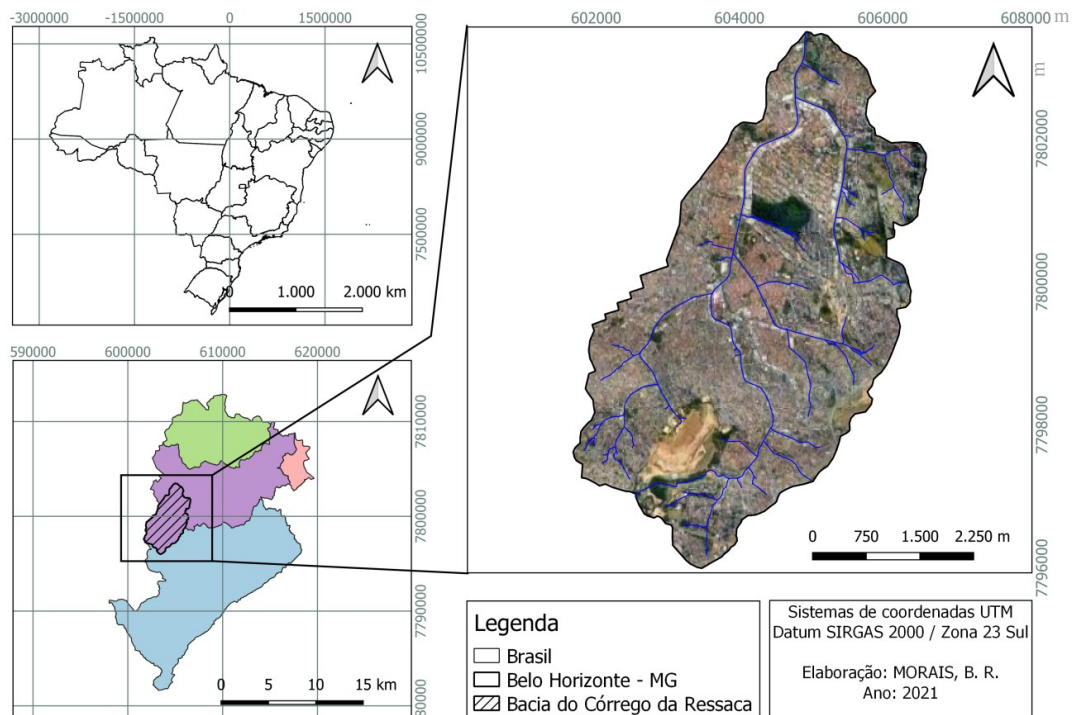 -3000000 -1500000 0 1500000
10500000
9000000
7500000
0 1.000 2.000 km
602000 604000 606000 608000 m
m
7802000
7800000
7798000
7796000
0 750 1.500 2.250 m
590000 600000 610000 620000
7810000
7800000
7790000
0 5 10 15 km
Legenda
Brasil
Belo Horizonte - MG
Bacia do Córrego da Ressaca
Sistemas de coordenadas UTM
Datum SIRGAS 2000 / Zona 23 Sul
Elaboração: MORAIS, B. R.
Ano: 2021